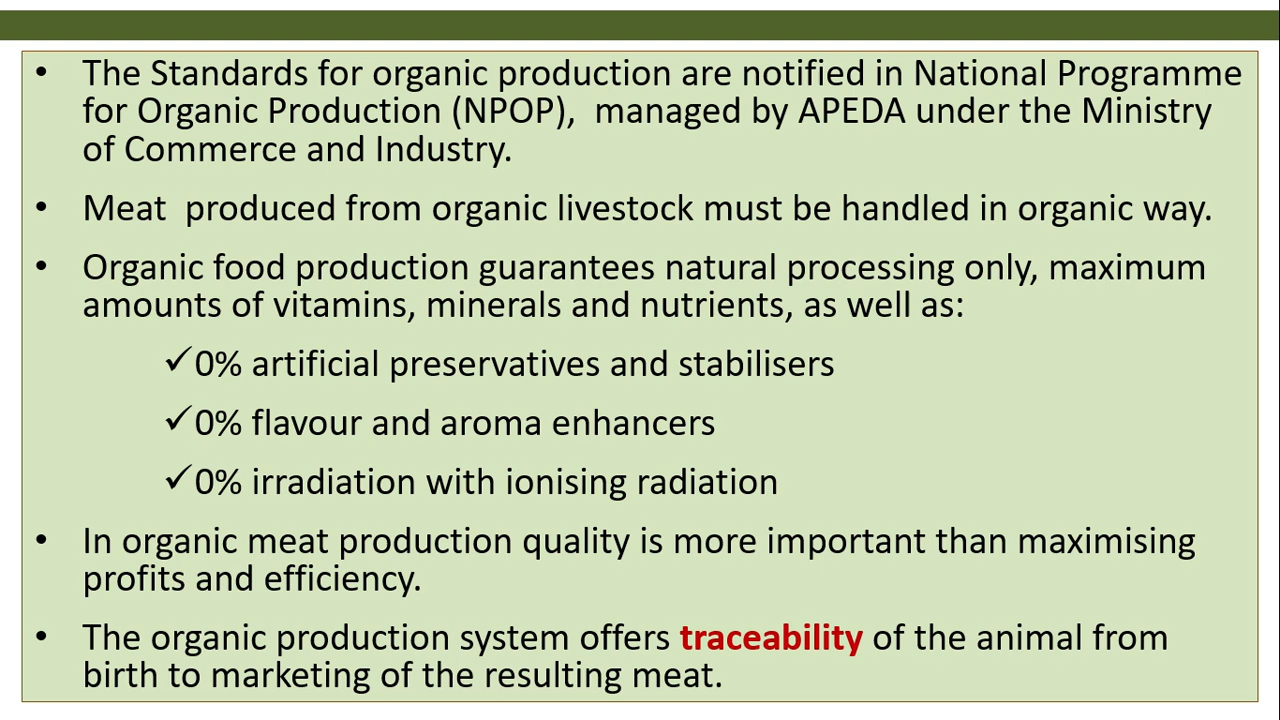 • The Standards for organic production are notified in National Programme
for Organic Production (NPOP),  managed by APEDA under the Ministry
of Commerce and Industry.
• Meat  produced from organic livestock must be handled in organic way.
• Organic food production guarantees natural processing only, maximum
amounts of vitamins, minerals and nutrients, as well as:
✓0% artificial preservatives and stabilisers
✓0% flavour and aroma enhancers
✓0% irradiation with ionising radiation
• In organic meat production quality is more important than maximising
profits and efficiency.
• The organic production system offers traceability of the animal from
birth to marketing of the resulting meat.